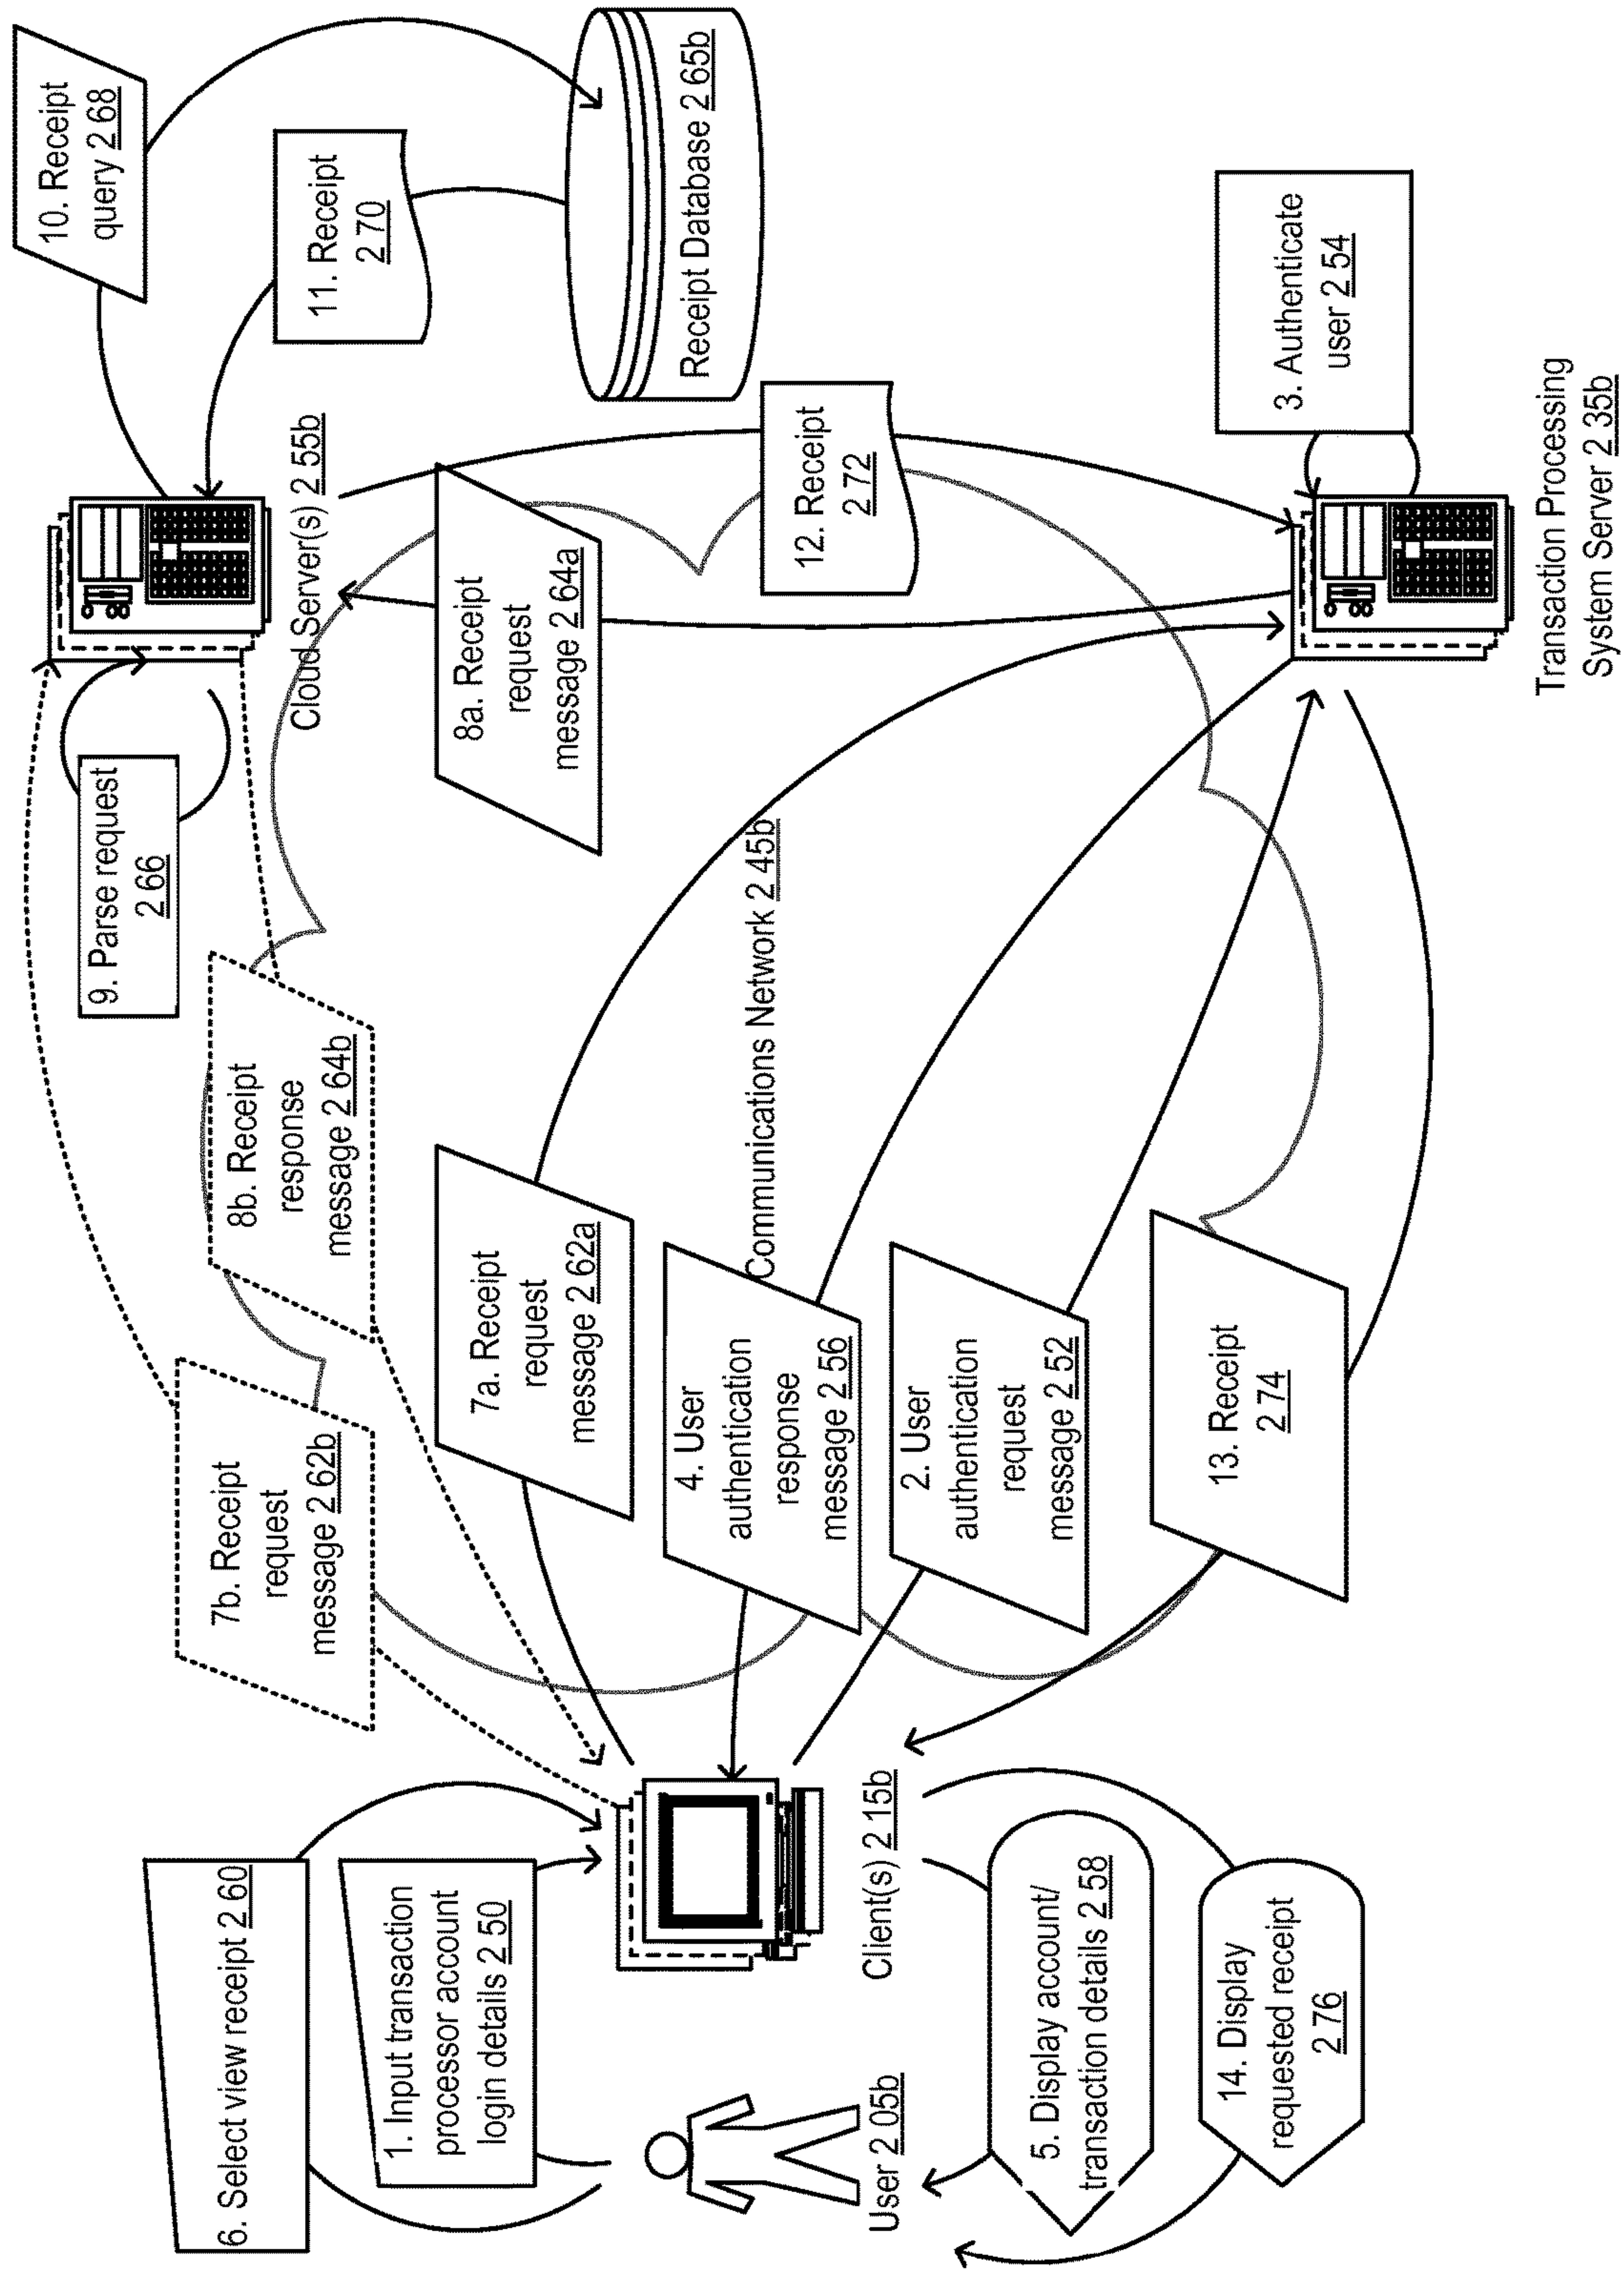 6. Select view receipt 2 60
1. Input transaction
processor account
login details 2 50
User 2 05b
5. Display account/
transaction details 2 58
14. Display
requested receipt
2 76
Client(s) 2 15b
7b. Receipt
request
message 2 62b
8b. Receipt
response
message 2 64b
7a. Receipt
request
message 2 62a
4. User
authentication
response
message 2 56
2. User
authentication
request
message 2 52
13. Receipt
2 74
Communications Network 2 45b
9. Parse request
2 66
Cloud Server(s) 2 55b
8a. Receipt
request
message 2 64a
12. Receipt
2 72
10. Receipt
query 2 68
11. Receipt
2 70
Receipt Database 2 65b
3. Authenticate
user 2 54
Transaction Processing
System Server 2 35b